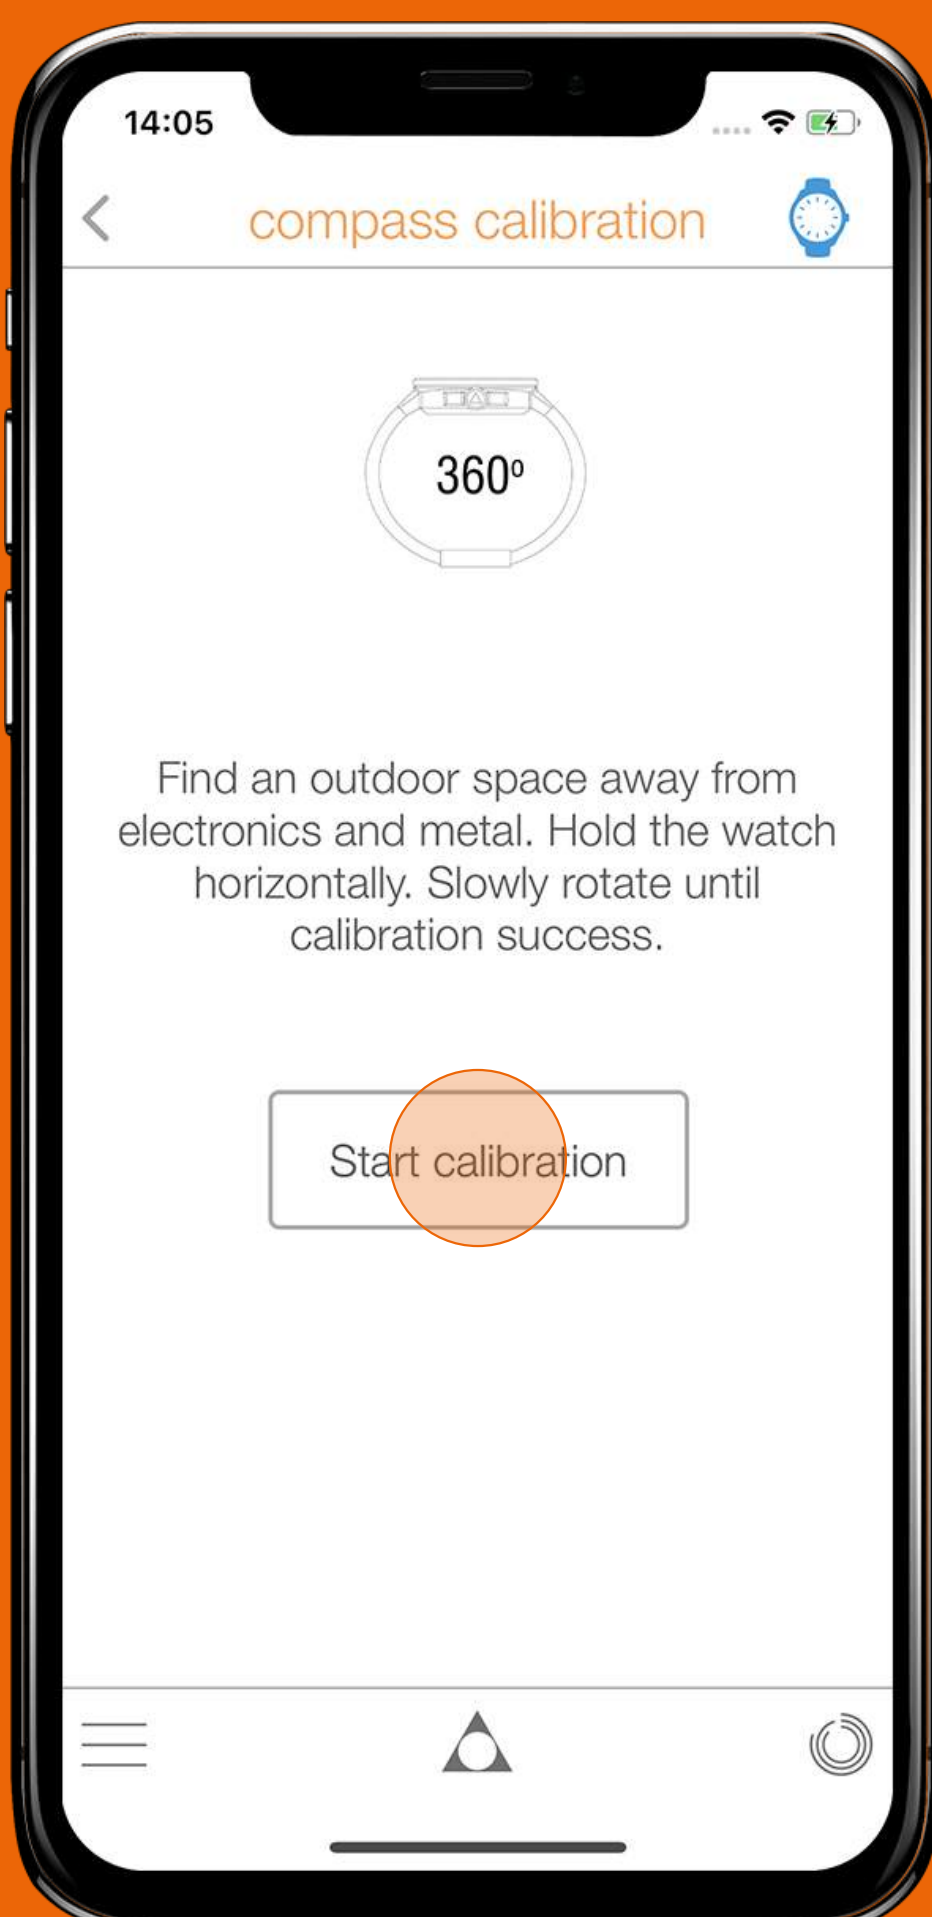 14:05
compass calibration
360º
Find an outdoor space away from
electronics and metal. Hold the watch
horizontally. Slowly rotate until
calibration success.
Start calibration